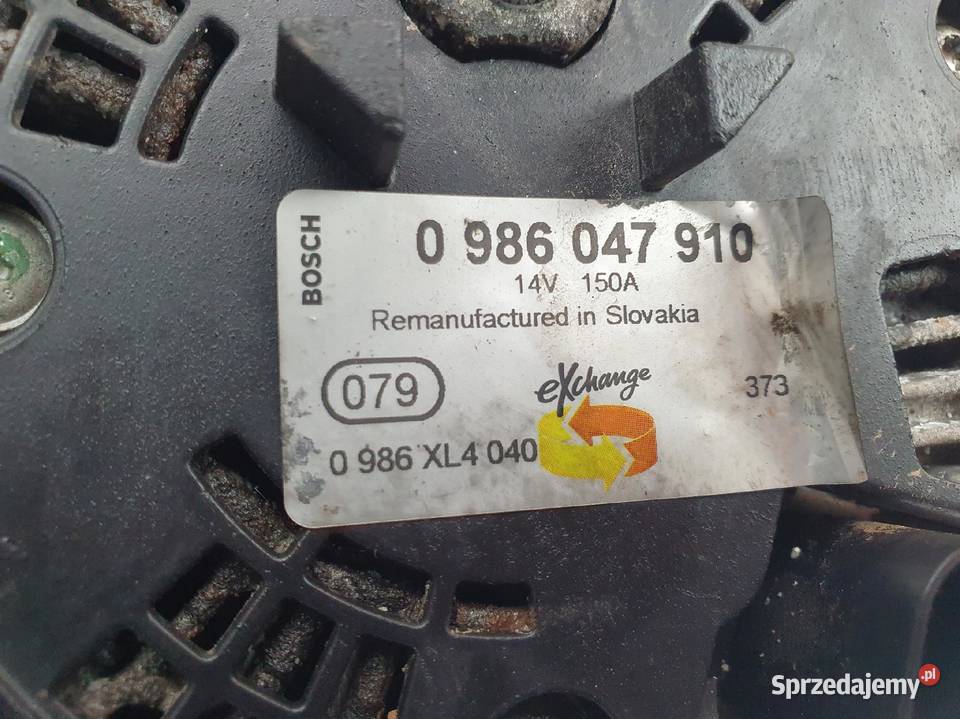 BOSCH
0 986 047 910
14V 150A
Remanufactured in Slovakia
079
eXchange
373
0 986 XL4 040
Sprzedajemy.pl